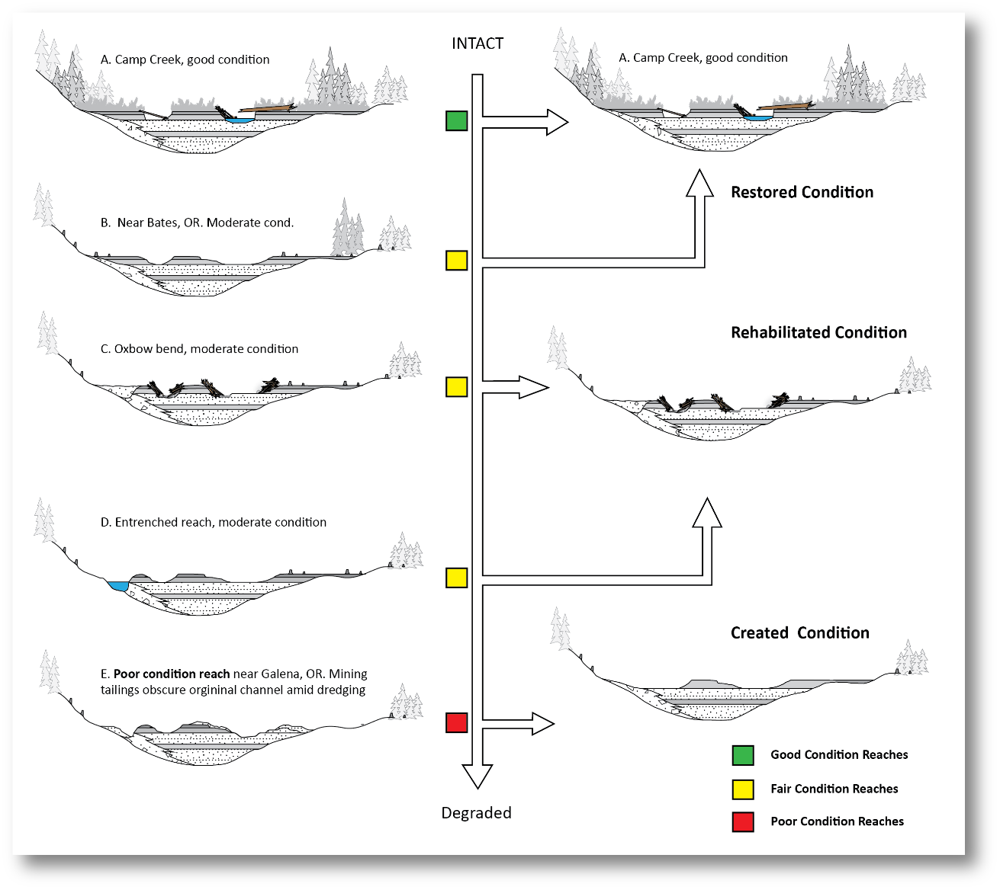 INTACT
A. Camp Creek, good condition
A. Camp Creek, good condition
Restored Condition
B. Near Bates, OR. Moderate cond.
Rehabilitated Condition
C. Oxbow bend, moderate condition
D. Entrenched reach, moderate condition
Created Condition
E. Poor condition reach near Galena, OR. Mining
tailings obscure orgininal channel amid dredging
Degraded
Good Condition Reaches
Fair Condition Reaches
Poor Condition Reaches